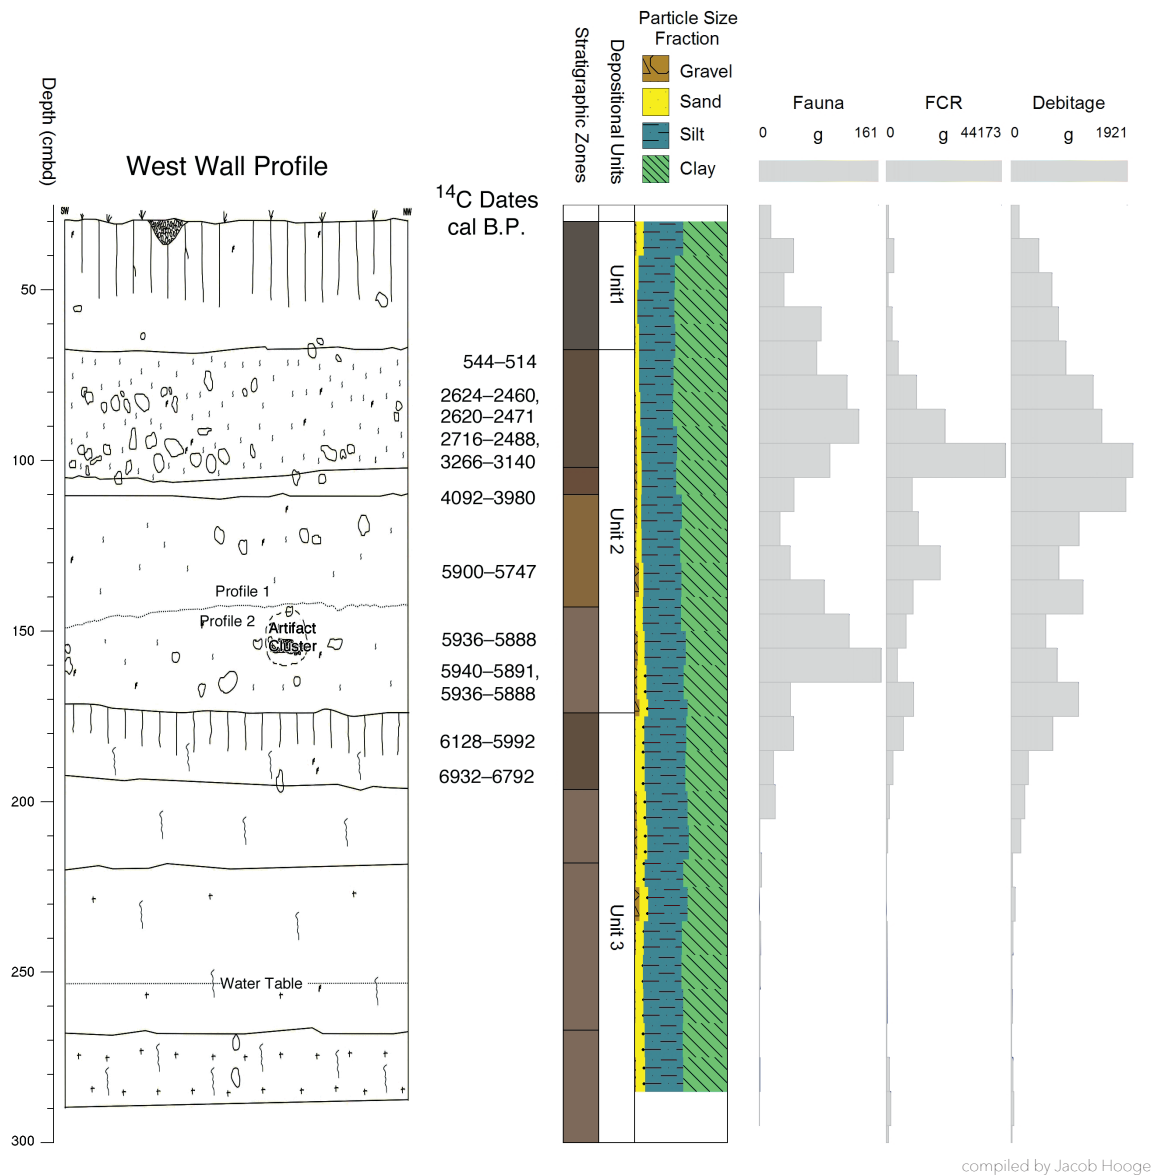 Particle Size
Fraction
Gravel
Sand
Silt
Clay
Stratigraphic Zones
Depositional Units
Fauna
0 g 161
FCR
0 g 44173
Debitage
0 g 1921
Depth (cmbd)
West Wall Profile
14C Dates
cal B.P.
SW
NW
50
100
150
200
250
300
544–514
2624–2460,
2620–2471
2716–2488,
3266–3140
4092–3980
5900–5747
5936–5888
5940–5891,
5936–5888
6128–5992
6932–6792
Profile 1
Profile 2
Artifact
Cluster
Water Table
Unit1
Unit 2
Unit 3
compiled by Jacob Hooge